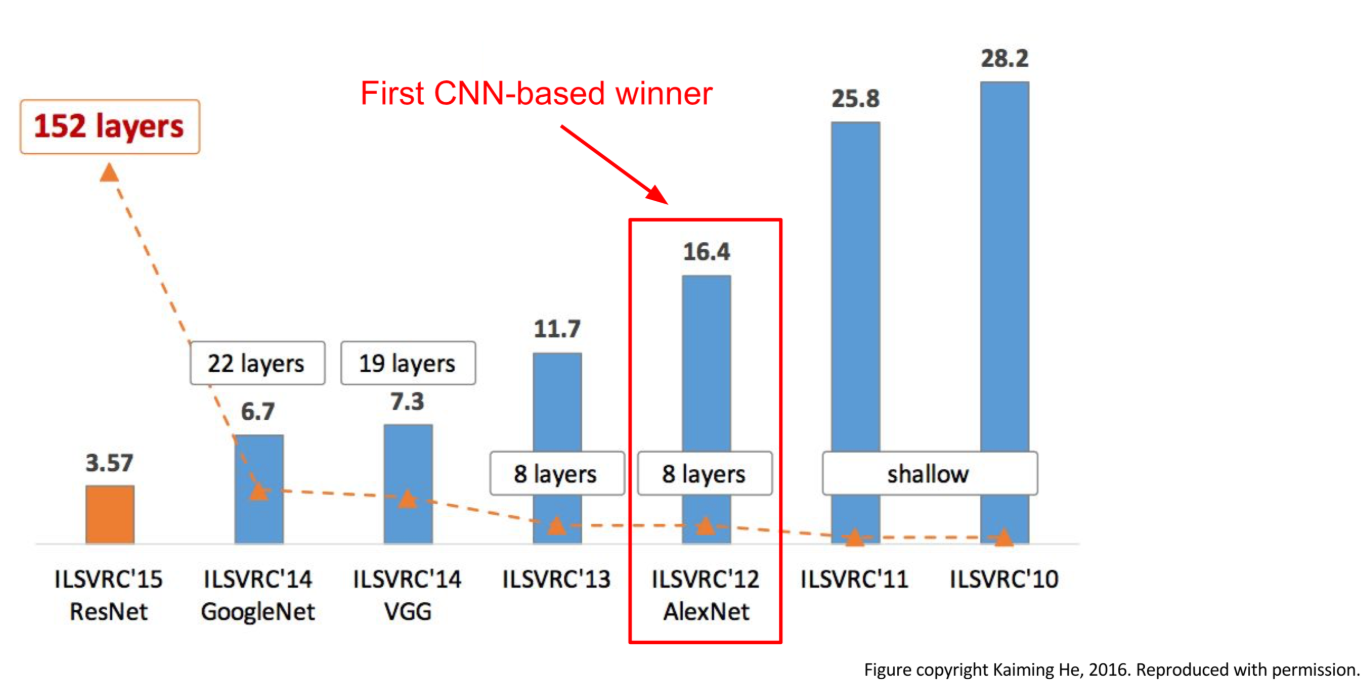 First CNN-based winner
152 layers
28.2
25.8
16.4
11.7
22 layers
19 layers
6.7
7.3
3.57
8 layers
8 layers
shallow
ILSVRC'15
ResNet
ILSVRC'14
GoogleNet
ILSVRC'14
VGG
ILSVRC'13
ILSVRC'12
AlexNet
ILSVRC'11
ILSVRC'10
Figure copyright Kaiming He, 2016. Reproduced with permission.